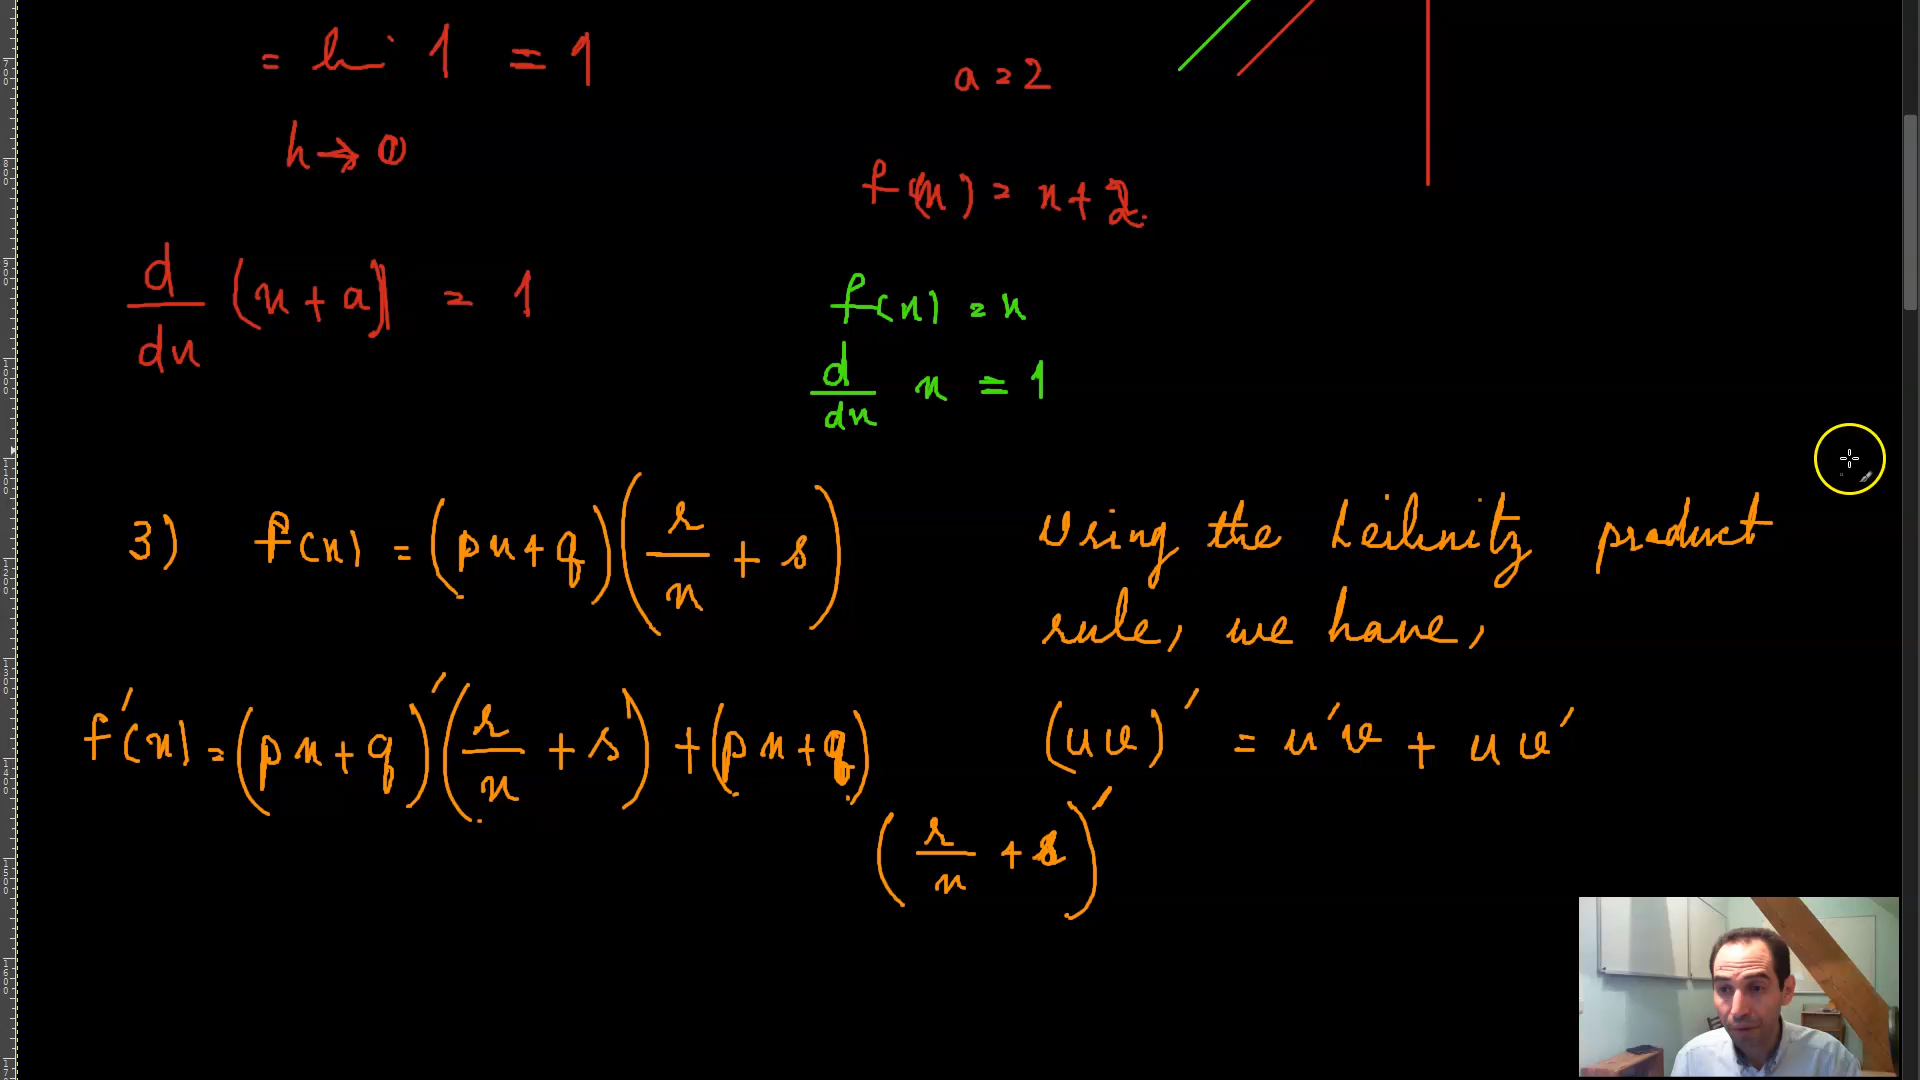 = lim 1 = 1
h → 0
a = 2
f(x) = x + 2
d/dx (x + a) = 1
f(x) = x
d/dx x = 1
3) f(x) = (px + q)(r/x + s)
Using the Leibnitz product
rule, we have,
f'(x) = (px + q)'(r/x + s) + (px + q)
(r/x + s)'
(uv)' = u'v + uv'